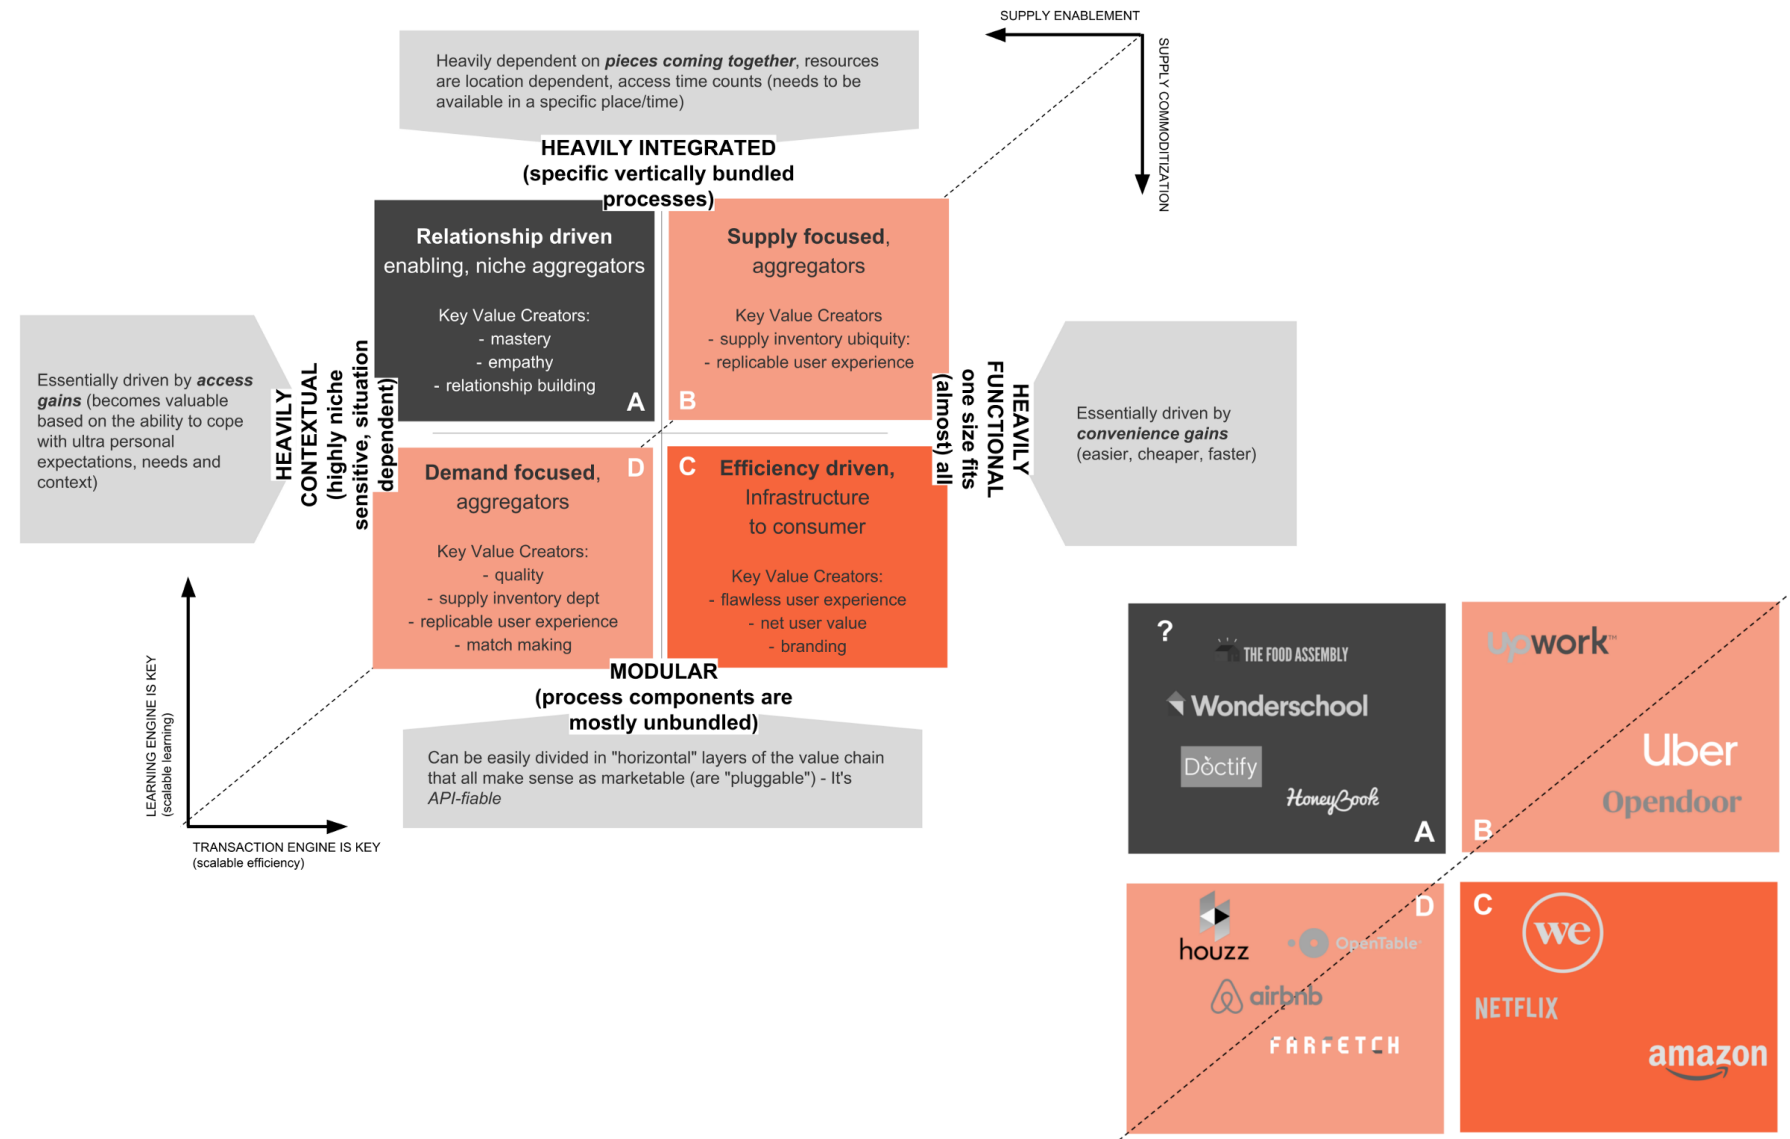 SUPPLY ENABLEMENT
SUPPLY COMMODITIZATION
Heavily dependent on pieces coming together, resources
are location dependent, access time counts (needs to be
available in a specific place/time)
HEAVILY INTEGRATED
(specific vertically bundled
processes)
Relationship driven
enabling, niche aggregators
Key Value Creators:
- mastery
- empathy
- relationship building
A
Supply focused,
aggregators
Key Value Creators
- supply inventory ubiquity:
- replicable user experience
B
Essentially driven by access
gains (becomes valuable
based on the ability to cope
with ultra personal
expectations, needs and
context)
HEAVILY
CONTEXTUAL
(highly niche
sensitive, situation
dependent)
HEAVILY
FUNCTIONAL
one size fits
(almost) all
Essentially driven by
convenience gains
(easier, cheaper, faster)
D
Demand focused,
aggregators
Key Value Creators:
- quality
- supply inventory dept
- replicable user experience
- match making
C
Efficiency driven,
Infrastructure
to consumer
Key Value Creators:
- flawless user experience
- net user value
- branding
MODULAR
(process components are
mostly unbundled)
Can be easily divided in "horizontal" layers of the value chain
that all make sense as marketable (are "pluggable") - It's
API-fiable
LEARNING ENGINE IS KEY
(scalable learning)
TRANSACTION ENGINE IS KEY
(scalable efficiency)
?
THE FOOD ASSEMBLY
Wonderschool
Dòctify
HoneyBook
A
upwork™
Uber
Opendoor
B
D
houzz
OpenTable
airbnb
FARFETCH
C
we
NETFLIX
amazon